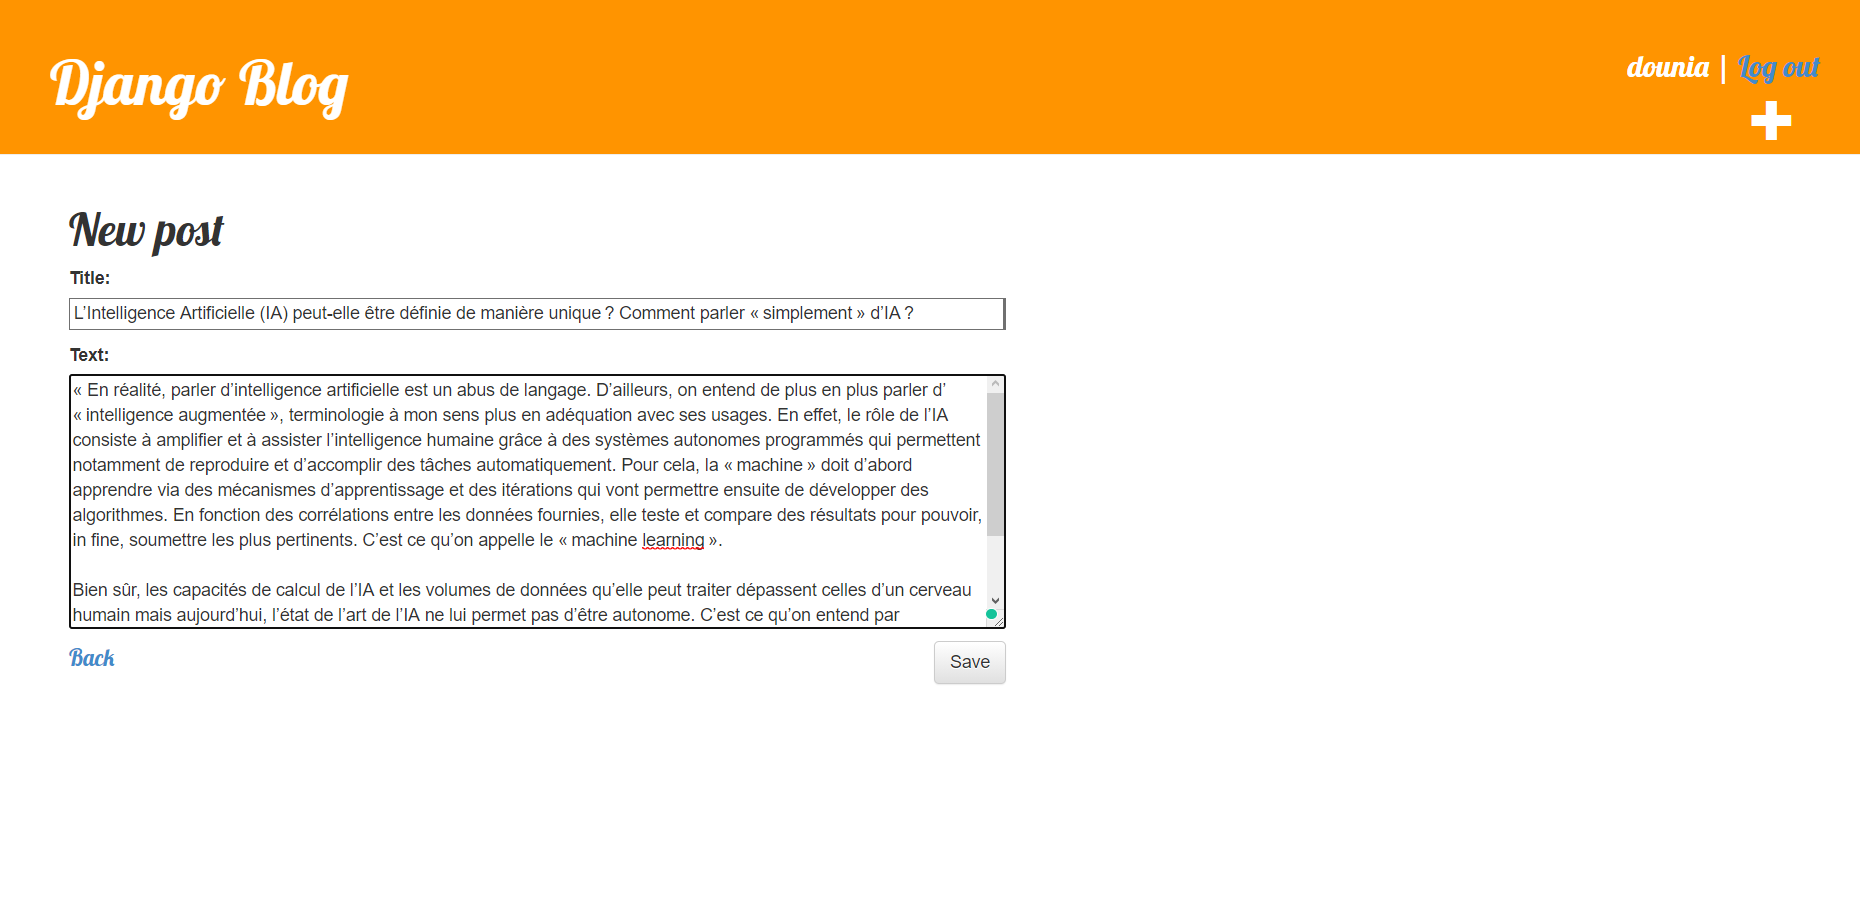 Django Blog
dounia | Log out
New post
Title:
L’Intelligence Artificielle (IA) peut-elle être définie de manière unique ? Comment parler « simplement » d’IA ?
Text:
« En réalité, parler d’intelligence artificielle est un abus de langage. D’ailleurs, on entend de plus en plus parler d’
« intelligence augmentée », terminologie à mon sens plus en adéquation avec ses usages. En effet, le rôle de l’IA
consiste à amplifier et à assister l’intelligence humaine grâce à des systèmes autonomes programmés qui permettent
notamment de reproduire et d’accomplir des tâches automatiquement. Pour cela, la « machine » doit d’abord
apprendre via des mécanismes d’apprentissage et des itérations qui vont permettre ensuite de développer des
algorithmes. En fonction des corrélations entre les données fournies, elle teste et compare des résultats pour pouvoir,
in fine, soumettre les plus pertinents. C’est ce qu’on appelle le « machine learning ».
Bien sûr, les capacités de calcul de l’IA et les volumes de données qu’elle peut traiter dépassent celles d’un cerveau
humain mais aujourd’hui, l’état de l’art de l’IA ne lui permet pas d’être autonome. C’est ce qu’on entend par
Back
Save